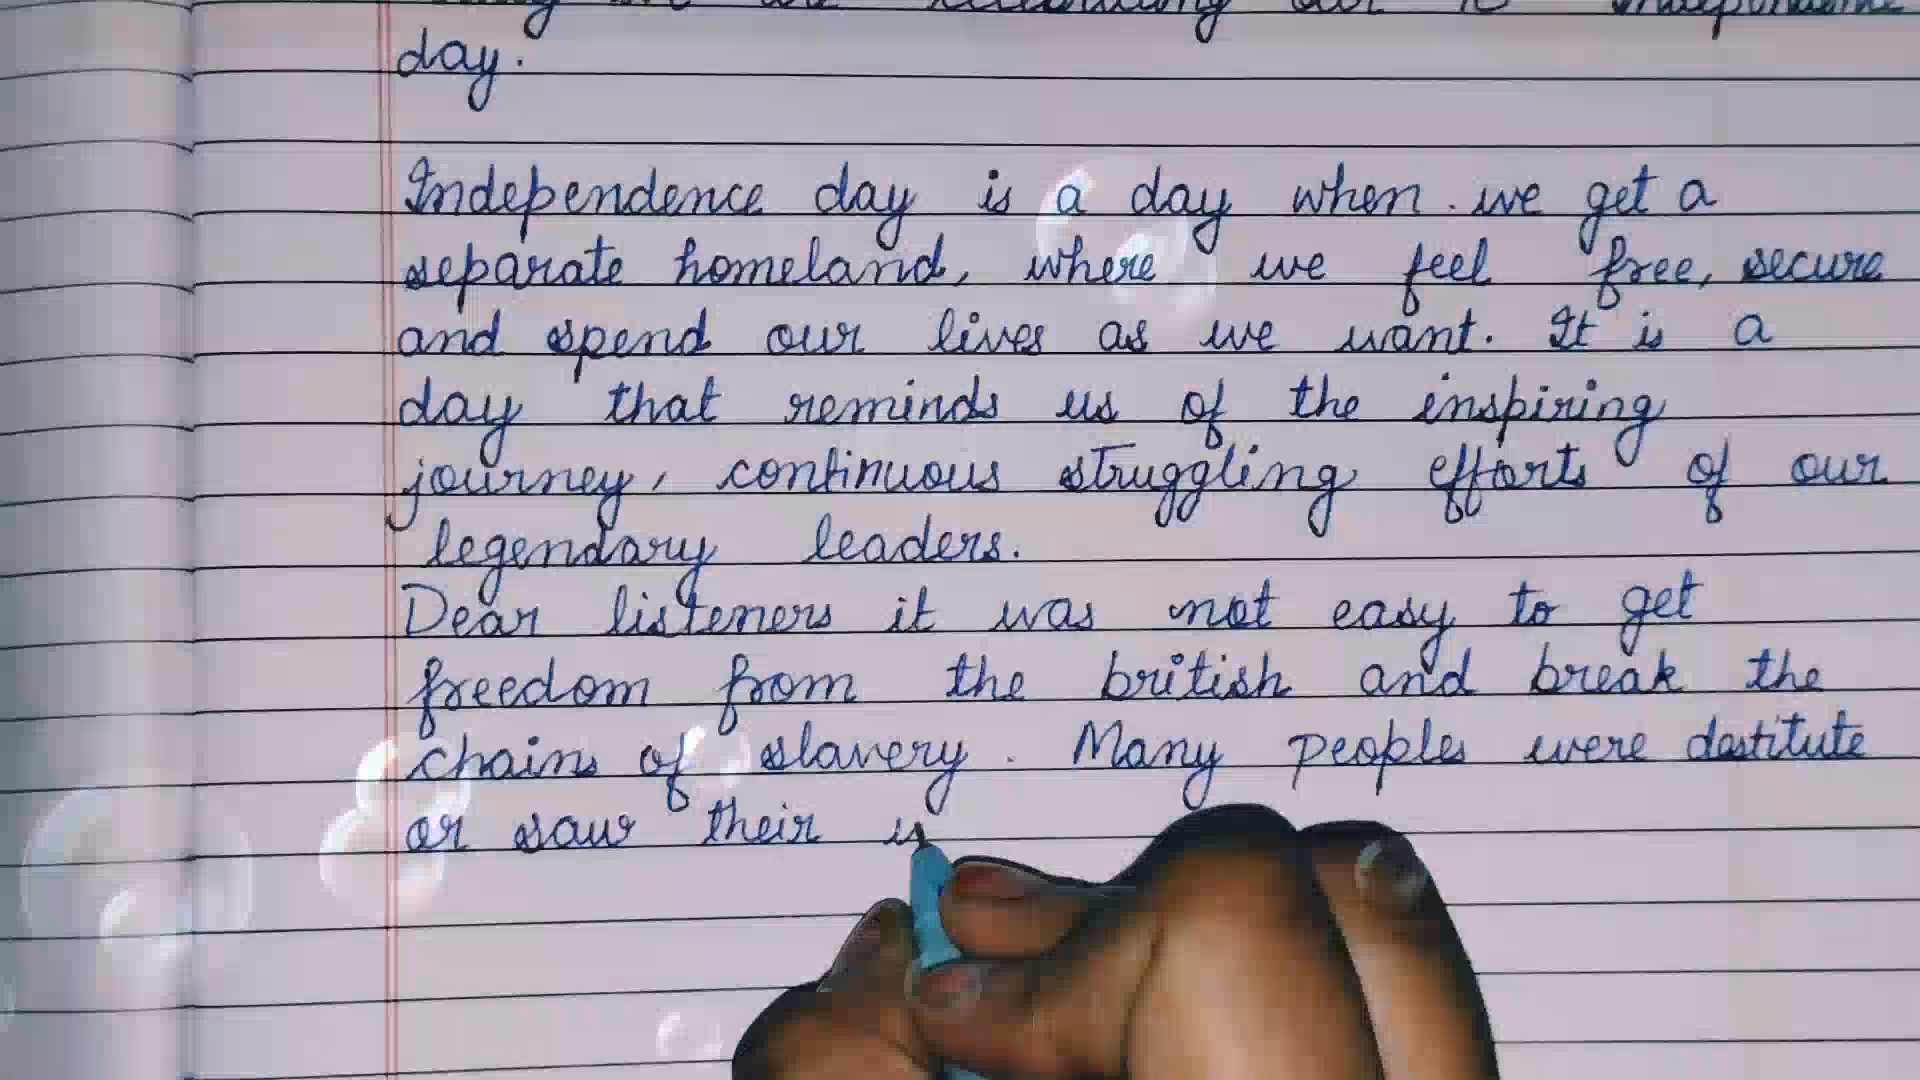 day.
Independence day is a day when we get a
separate homeland, where we feel free, secure
and spend our lives as we want. It is a
day that reminds us of the inspiring
journey, continuous struggling efforts of our
legendary leaders.
Dear listeners it was not easy to get
freedom from the british and break the
chains of slavery. Many peoples were destitute
or saw their